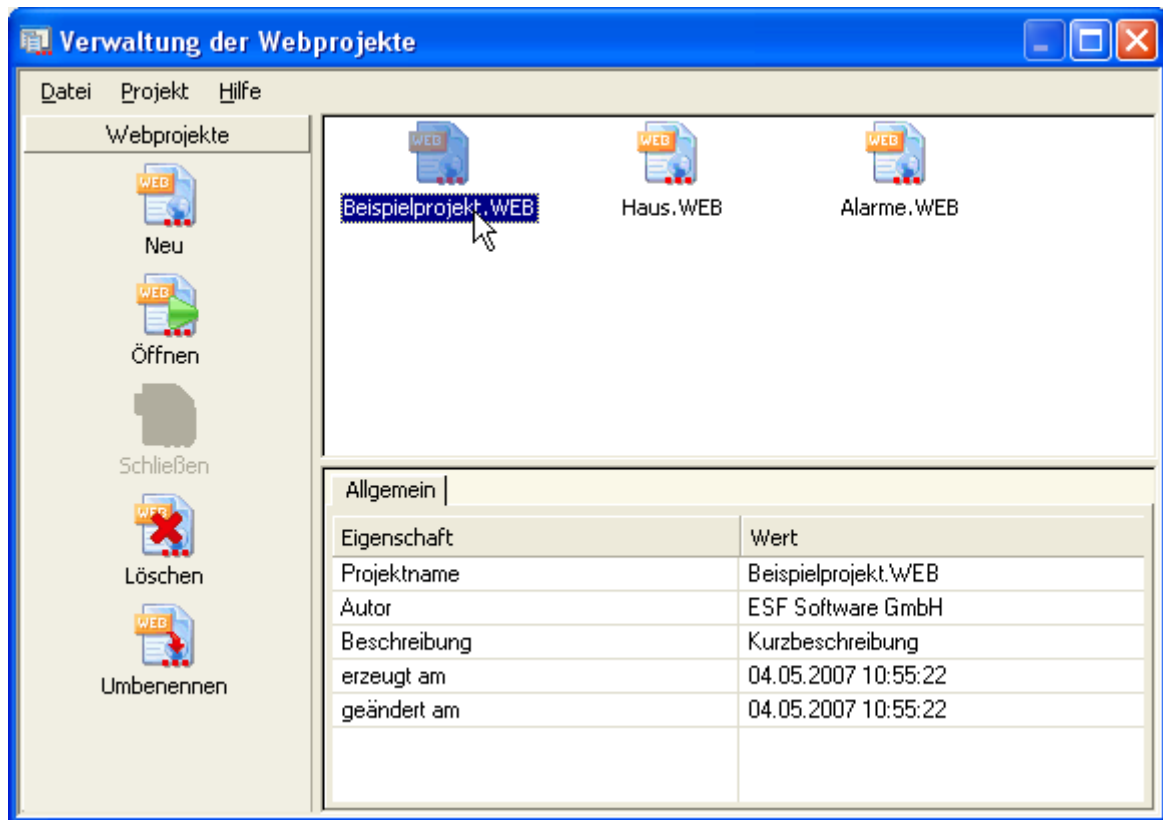 Verwaltung der Webprojekte
Datei Projekt Hilfe
Webprojekte
WEB
Neu
WEB
Öffnen
Schließen
WEB
Löschen
WEB
Umbenennen
WEB WEB WEB
Beispielprojekt.WEB Haus.WEB Alarme.WEB
Allgemein
Eigenschaft Wert
Projektname Beispielprojekt.WEB
Autor ESF Software GmbH
Beschreibung Kurzbeschreibung
erzeugt am 04.05.2007 10:55:22
geändert am 04.05.2007 10:55:22